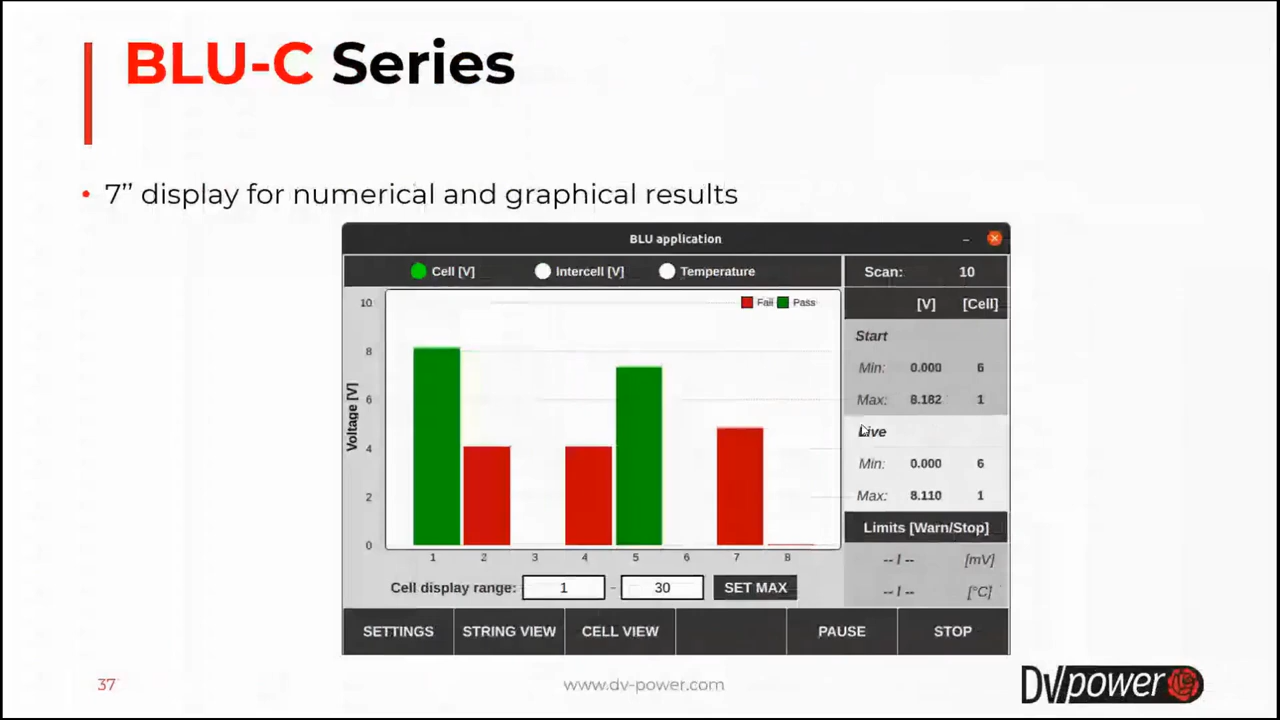 BLU-C Series
• 7” display for numerical and graphical results
BLU application
Cell [V] Intercell [V] Temperature
Scan: 10
[V] [Cell]
Fail Pass
10
8
6
4
2
0
Voltage [V]
1 2 3 4 5 6 7 8
Start
Min: 0.000 6
Max: 8.182 1
Live
Min: 0.000 6
Max: 8.110 1
Limits [Warn/Stop]
-- / -- [mV]
-- / -- [°C]
Cell display range: 1 - 30 SET MAX
SETTINGS STRING VIEW CELL VIEW PAUSE STOP
37
www.dv-power.com
DV power